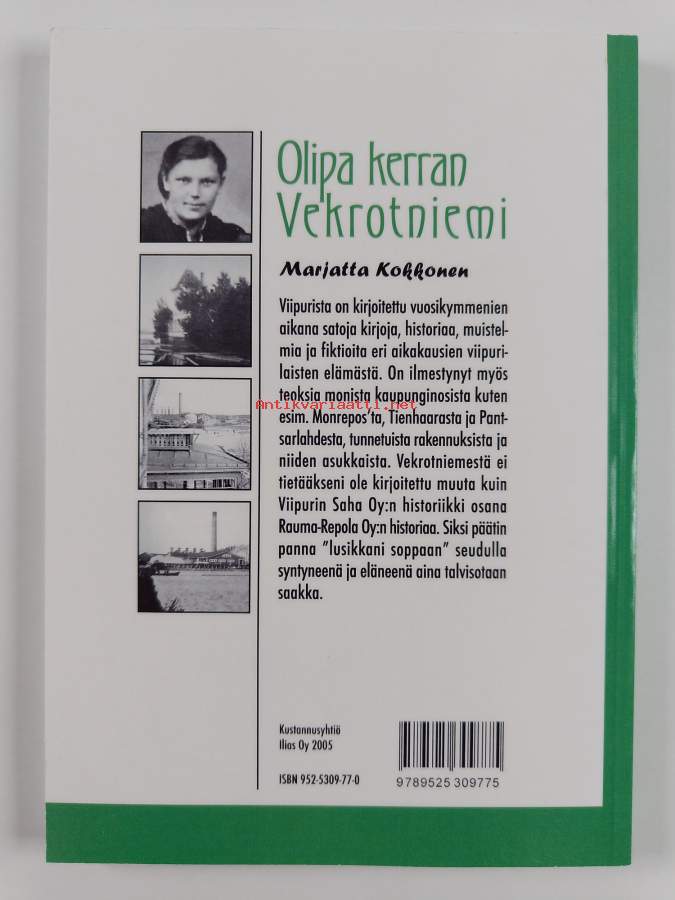 Olipa kerran
Vekrotniemi
Marjatta Kokkonen
Viipurista on kirjoitettu vuosikymmenien
aikana satoja kirjoja, historiaa, muistel-
mia ja fiktioita eri aikakausien viipuri-
laisten elämästä. On ilmestynyt myös
teoksia monista kaupunginosista kuten
Antikvariaatti.net
esim. Monrepos'ta, Tienhaarasta ja Pant-
sarlahdesta, tunnetuista rakennuksista ja
niiden asukkaista. Vekrotniemestä ei
tietääkseni ole kirjoitettu muuta kuin
Viipurin Saha Oy:n historiikki osana
Rauma-Repola Oy:n historiaa. Siksi päätin
panna ”lusikkani soppaan” seudulla
syntyneenä ja eläneenä aina talvisotaan
saakka.
Kustannusyhtiö
Ilias Oy 2005
ISBN 952-5309-77-0
9789525 309775